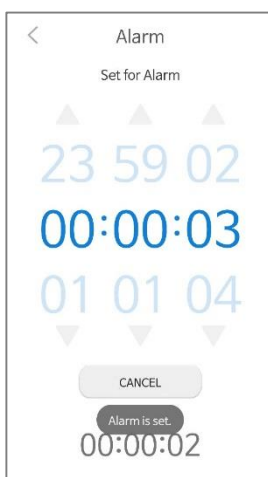 Alarm
Set for Alarm
23 59 02
00:00:03
01 01 04
CANCEL
Alarm is set.
00:00:02